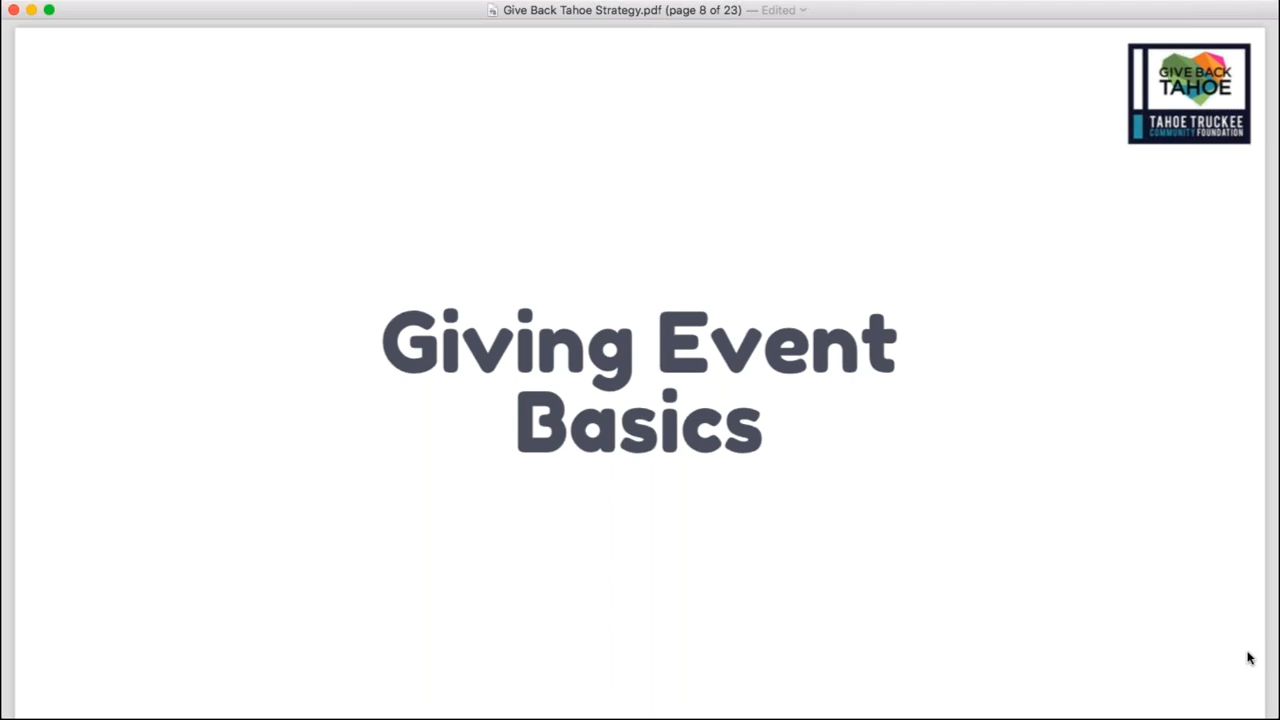 Give Back Tahoe Strategy.pdf (page 8 of 23) — Edited
GIVE BACK
TAHOE
TAHOE TRUCKEE
COMMUNITY FOUNDATION
Giving Event
Basics